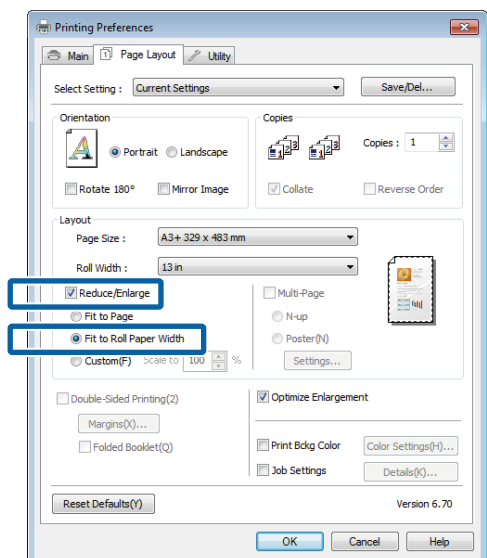 Printing Preferences
Main Page Layout Utility
Select Setting : Current Settings Save/Del...
Orientation Copies
Portrait Landscape Copies : 1
Rotate 180° Mirror Image Collate Reverse Order
Layout
Page Size : A3+ 329 x 483 mm
Roll Width : 13 in
Reduce/Enlarge Multi-Page
Fit to Page N-up
Fit to Roll Paper Width Poster(N)
Custom(F) Scale to 100 % Settings...
Double-Sided Printing(2) Optimize Enlargement
Margins(X)...
Folded Booklet(Q) Print Bckg Color Color Settings(H)...
Job Settings Details(K)...
Reset Defaults(Y) Version 6.70
OK Cancel Help